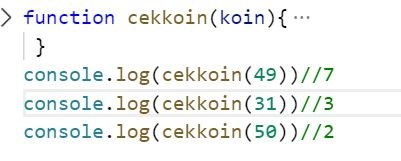 function cekkoin(koin){...
}
console.log(cekkoin(49))//7
console.log(cekkoin(31))//3
console.log(cekkoin(50))//2